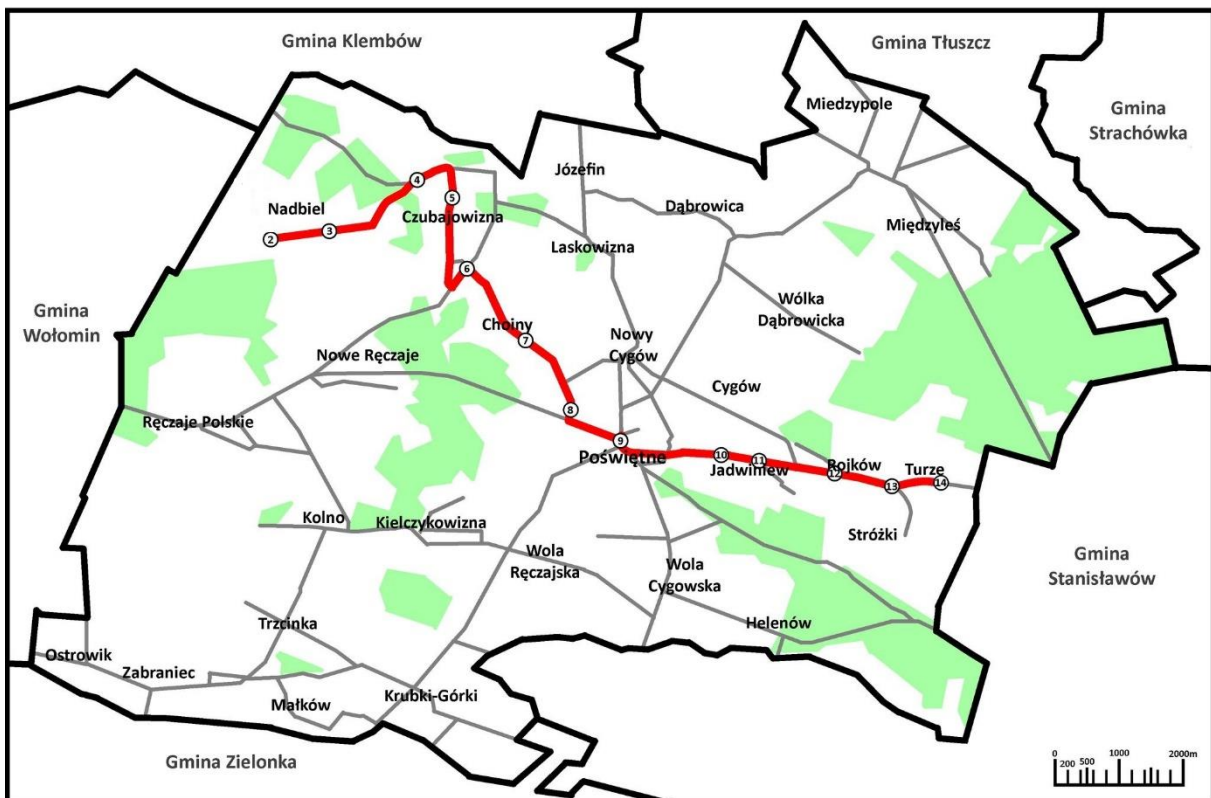 Gmina Klembów
Gmina Tłuszcz
Gmina
Strachówka
Miedzypole
Józefin
Nadbiel
4
5
Czubajowizna
Dąbrowica
Międzyleś
2
3
Laskowizna
6
Gmina
Wołomin
Wólka
Dąbrowicka
Choiny
7
Nowy
Cygów
Nowe Ręczaje
Cygów
8
Ręczaje Polskie
9
Poświętne
10
Jadwiniew
11
Rojków
12
Turze
13
14
Kolno
Kielczykowizna
Stróżki
Wola
Ręczajska
Wola
Cygowska
Gmina
Stanisławów
Trzcinka
Helenów
Ostrowik
Zabraniec
Małków
Krubki-Górki
Gmina Zielonka
0 200 500 1000 2000m